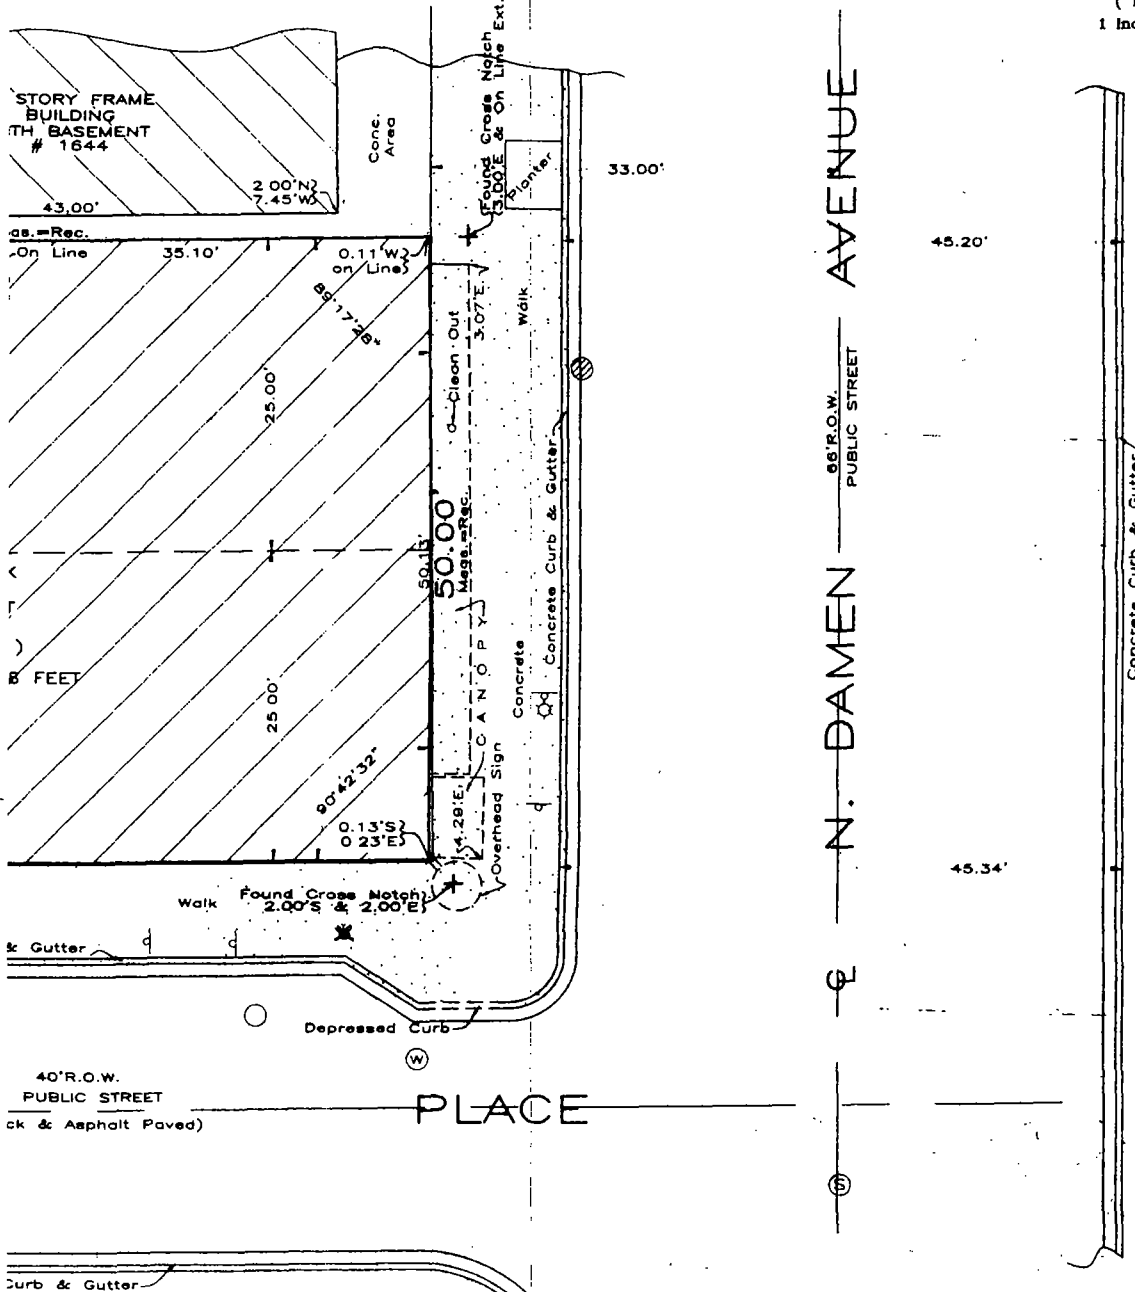 1 Inc
STORY FRAME
BUILDING
TH BASEMENT
# 1644
Conc.
Area
Found Cross Notch
3.00'E & On Line Ext.
Planter
33.00'
2 00'N
7.45'W
43.00'
as.=Rec.
On Line
35.10'
0.11'W
on Line
89°17'28"
3.07'E.
Walk
Clean Out
25.00'
Concrete Curb & Gutter
50.00'
Meas.=Rec.
50.13'
CANOPY
Concrete
B FEET
25 00'
90°42'32"
0.13'S
0 23'E
4.29'E.
Overhead Sign
Walk
Found Cross Notch
2.00'S & 2.00'E
& Gutter
Depressed Curb
W
40'R.O.W.
PUBLIC STREET
ck & Asphalt Paved)
PLACE
Curb & Gutter
N. DAMEN AVENUE
66'R.O.W.
PUBLIC STREET
45.20'
45.34'
Concrete Curb & Gutter
S